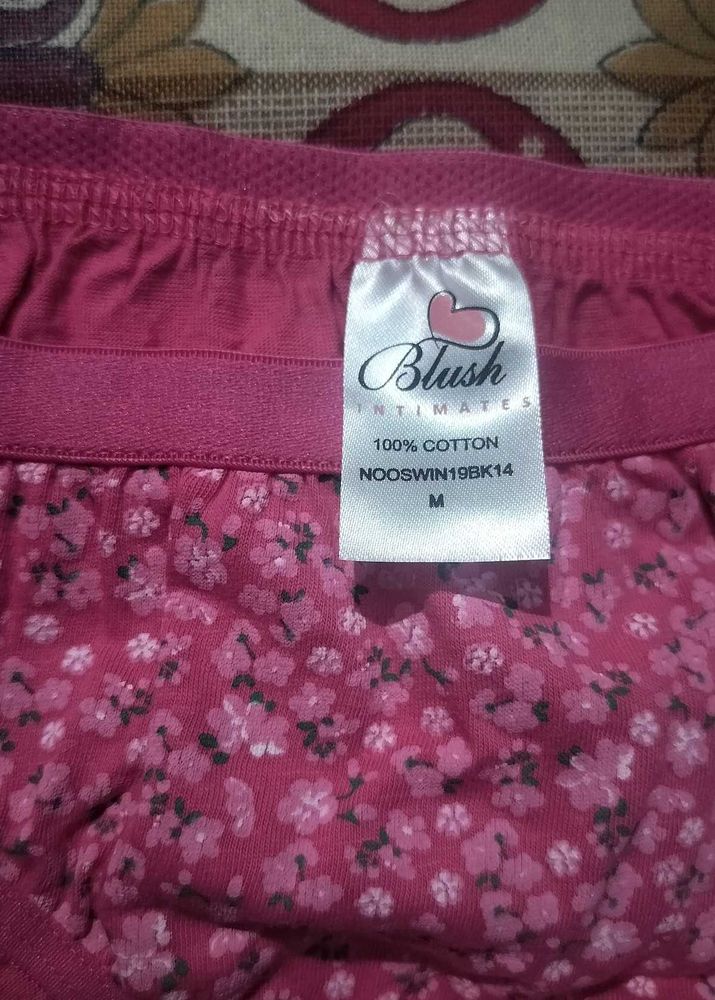 Blush
INTIMATES
100% COTTON
NOOSWIN19BK14
M